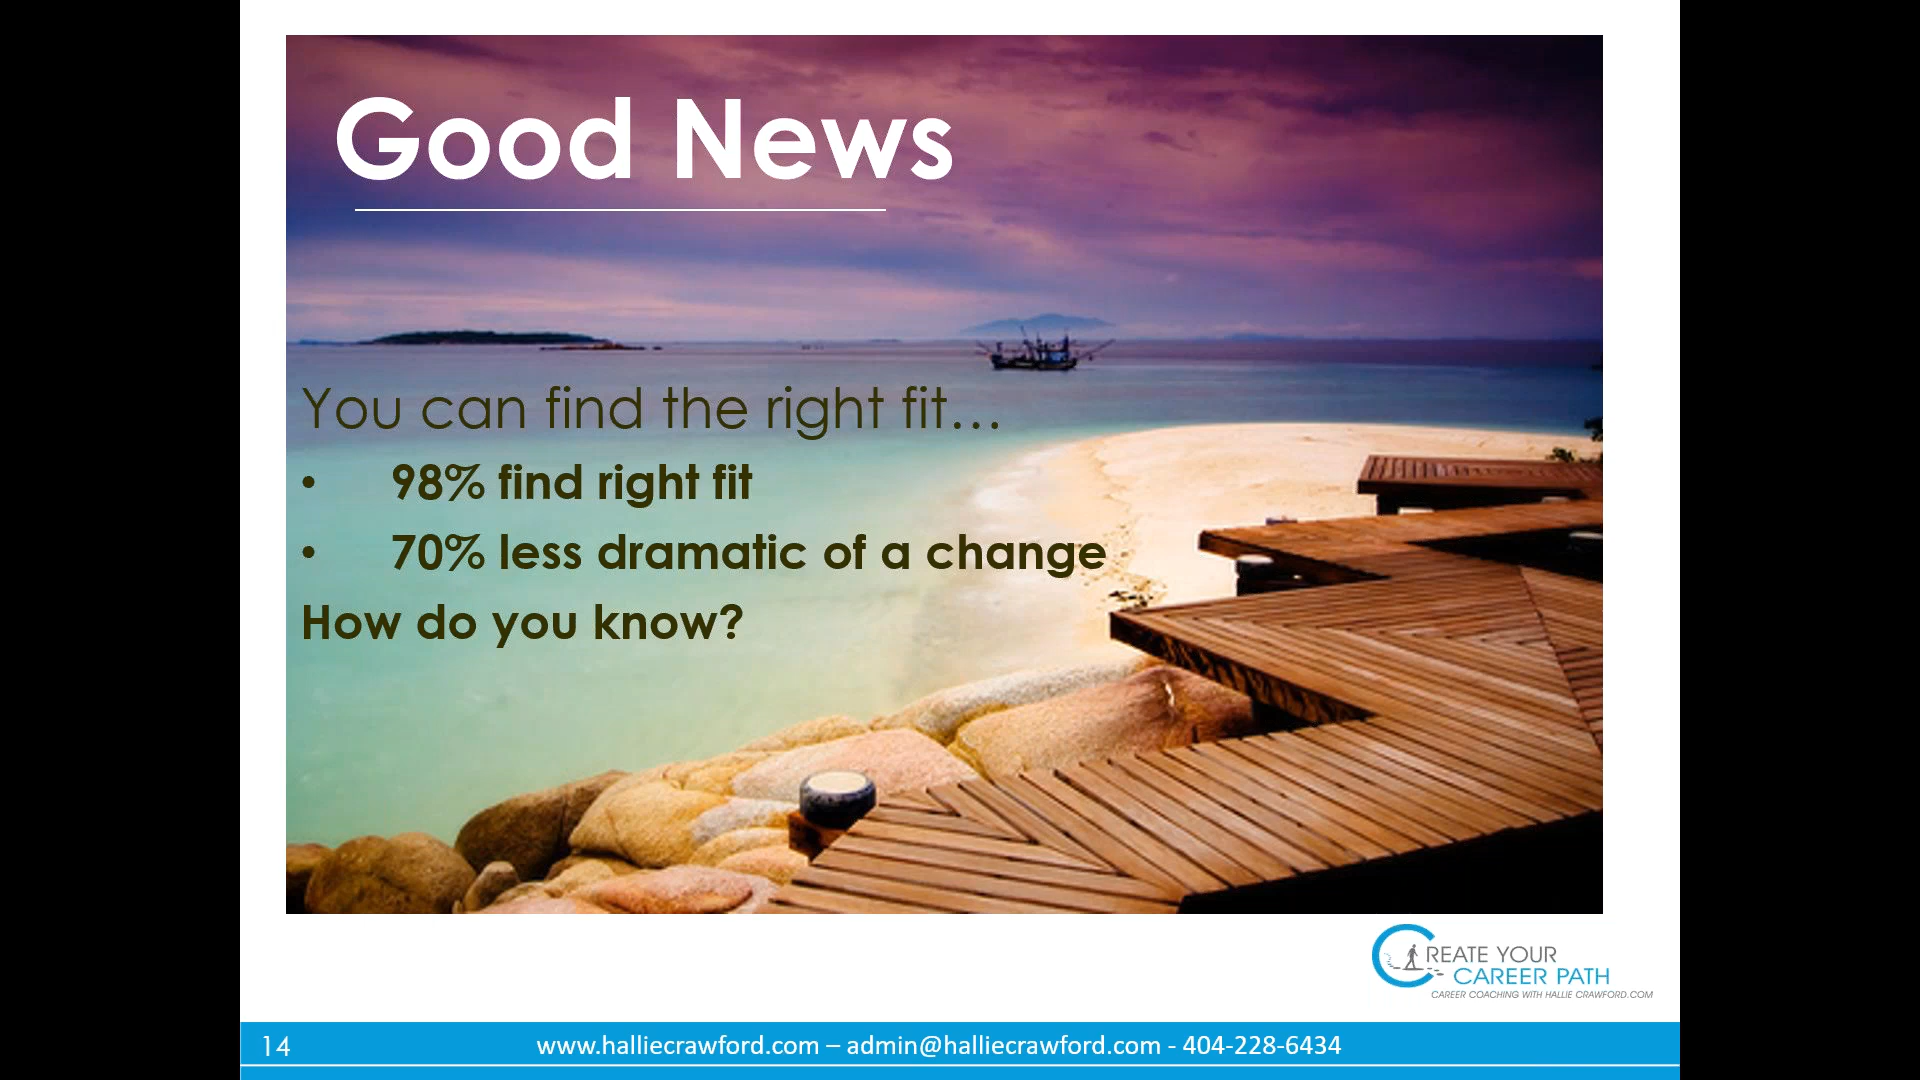 Good News
You can find the right fit…
• 98% find right fit
• 70% less dramatic of a change
How do you know?
CREATE YOUR
CAREER PATH
CAREER COACHING WITH HALLIE CRAWFORD.COM
14 www.halliecrawford.com – admin@halliecrawford.com - 404-228-6434